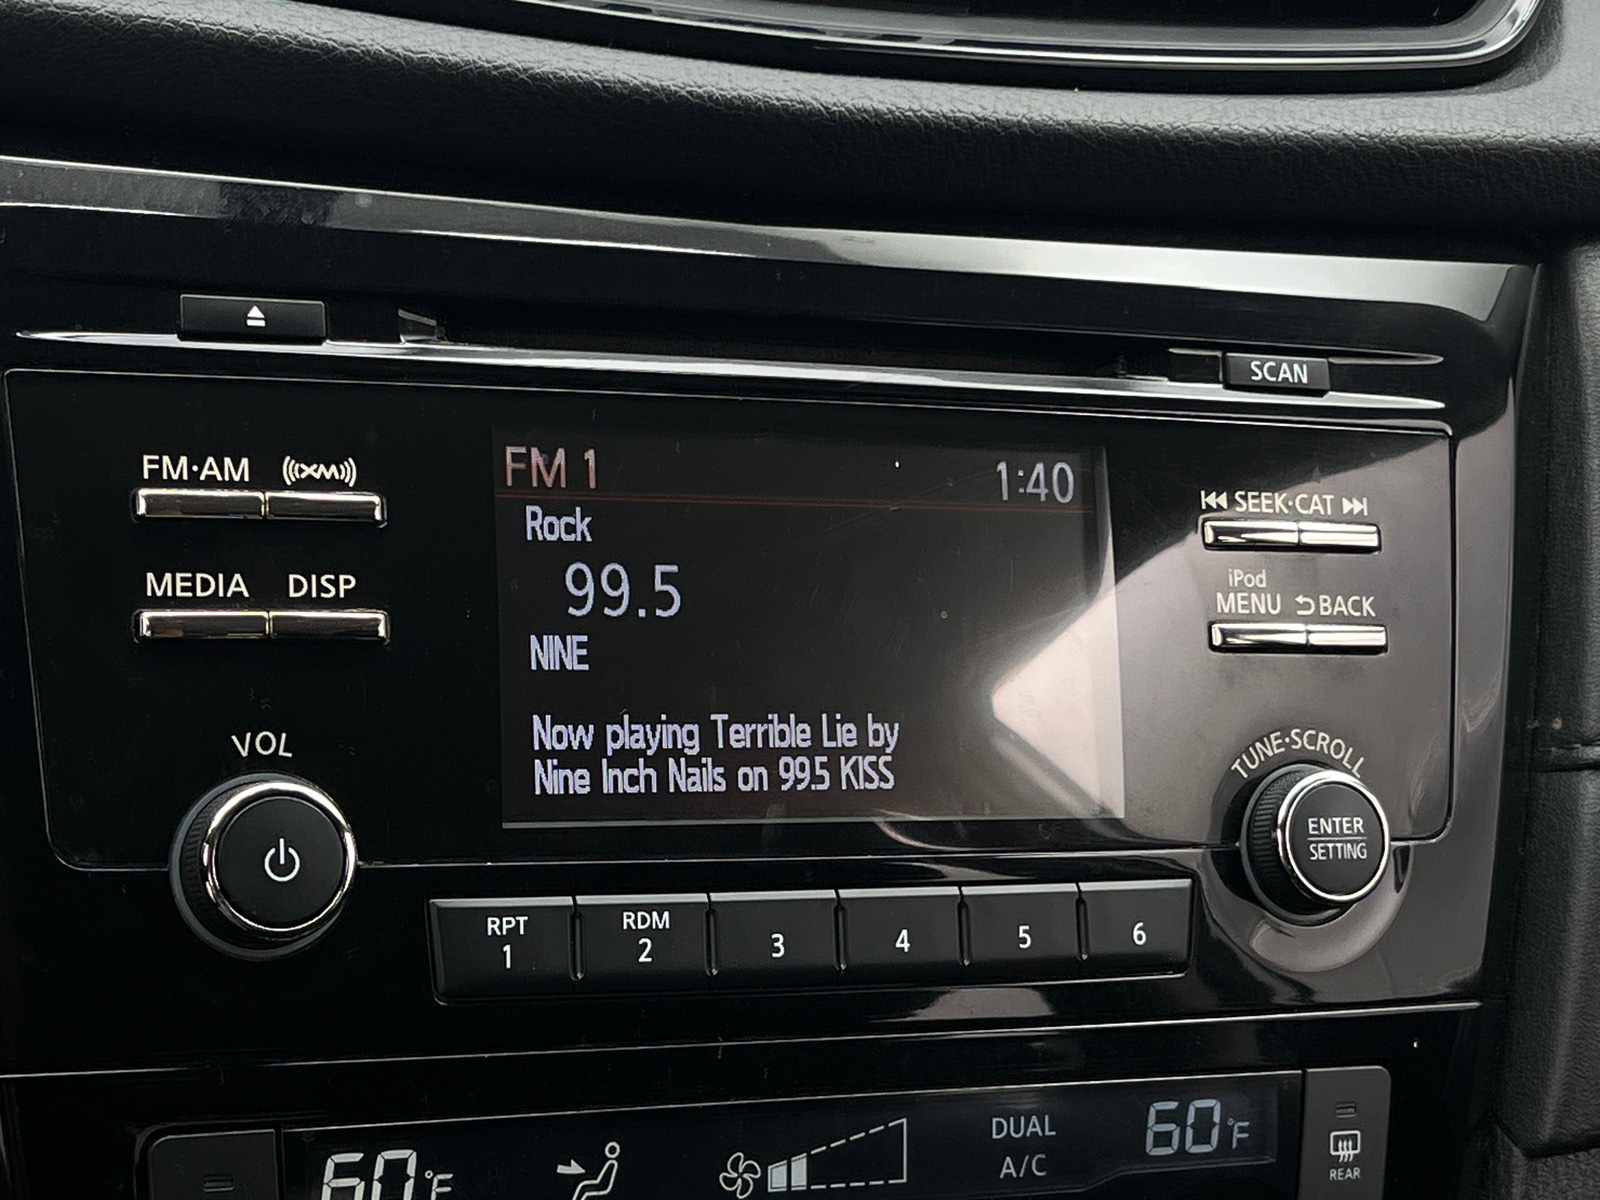 SCAN
FM·AM
XM
FM 1
1:40
SEEK·CAT
Rock
99.5
iPod
MENU
BACK
MEDIA
DISP
NINE
Now playing Terrible Lie by
Nine Inch Nails on 99.5 KISS
VOL
TUNE·SCROLL
ENTER
SETTING
RPT
1
RDM
2
3
4
5
6
60°F
DUAL
A/C
60°F
REAR